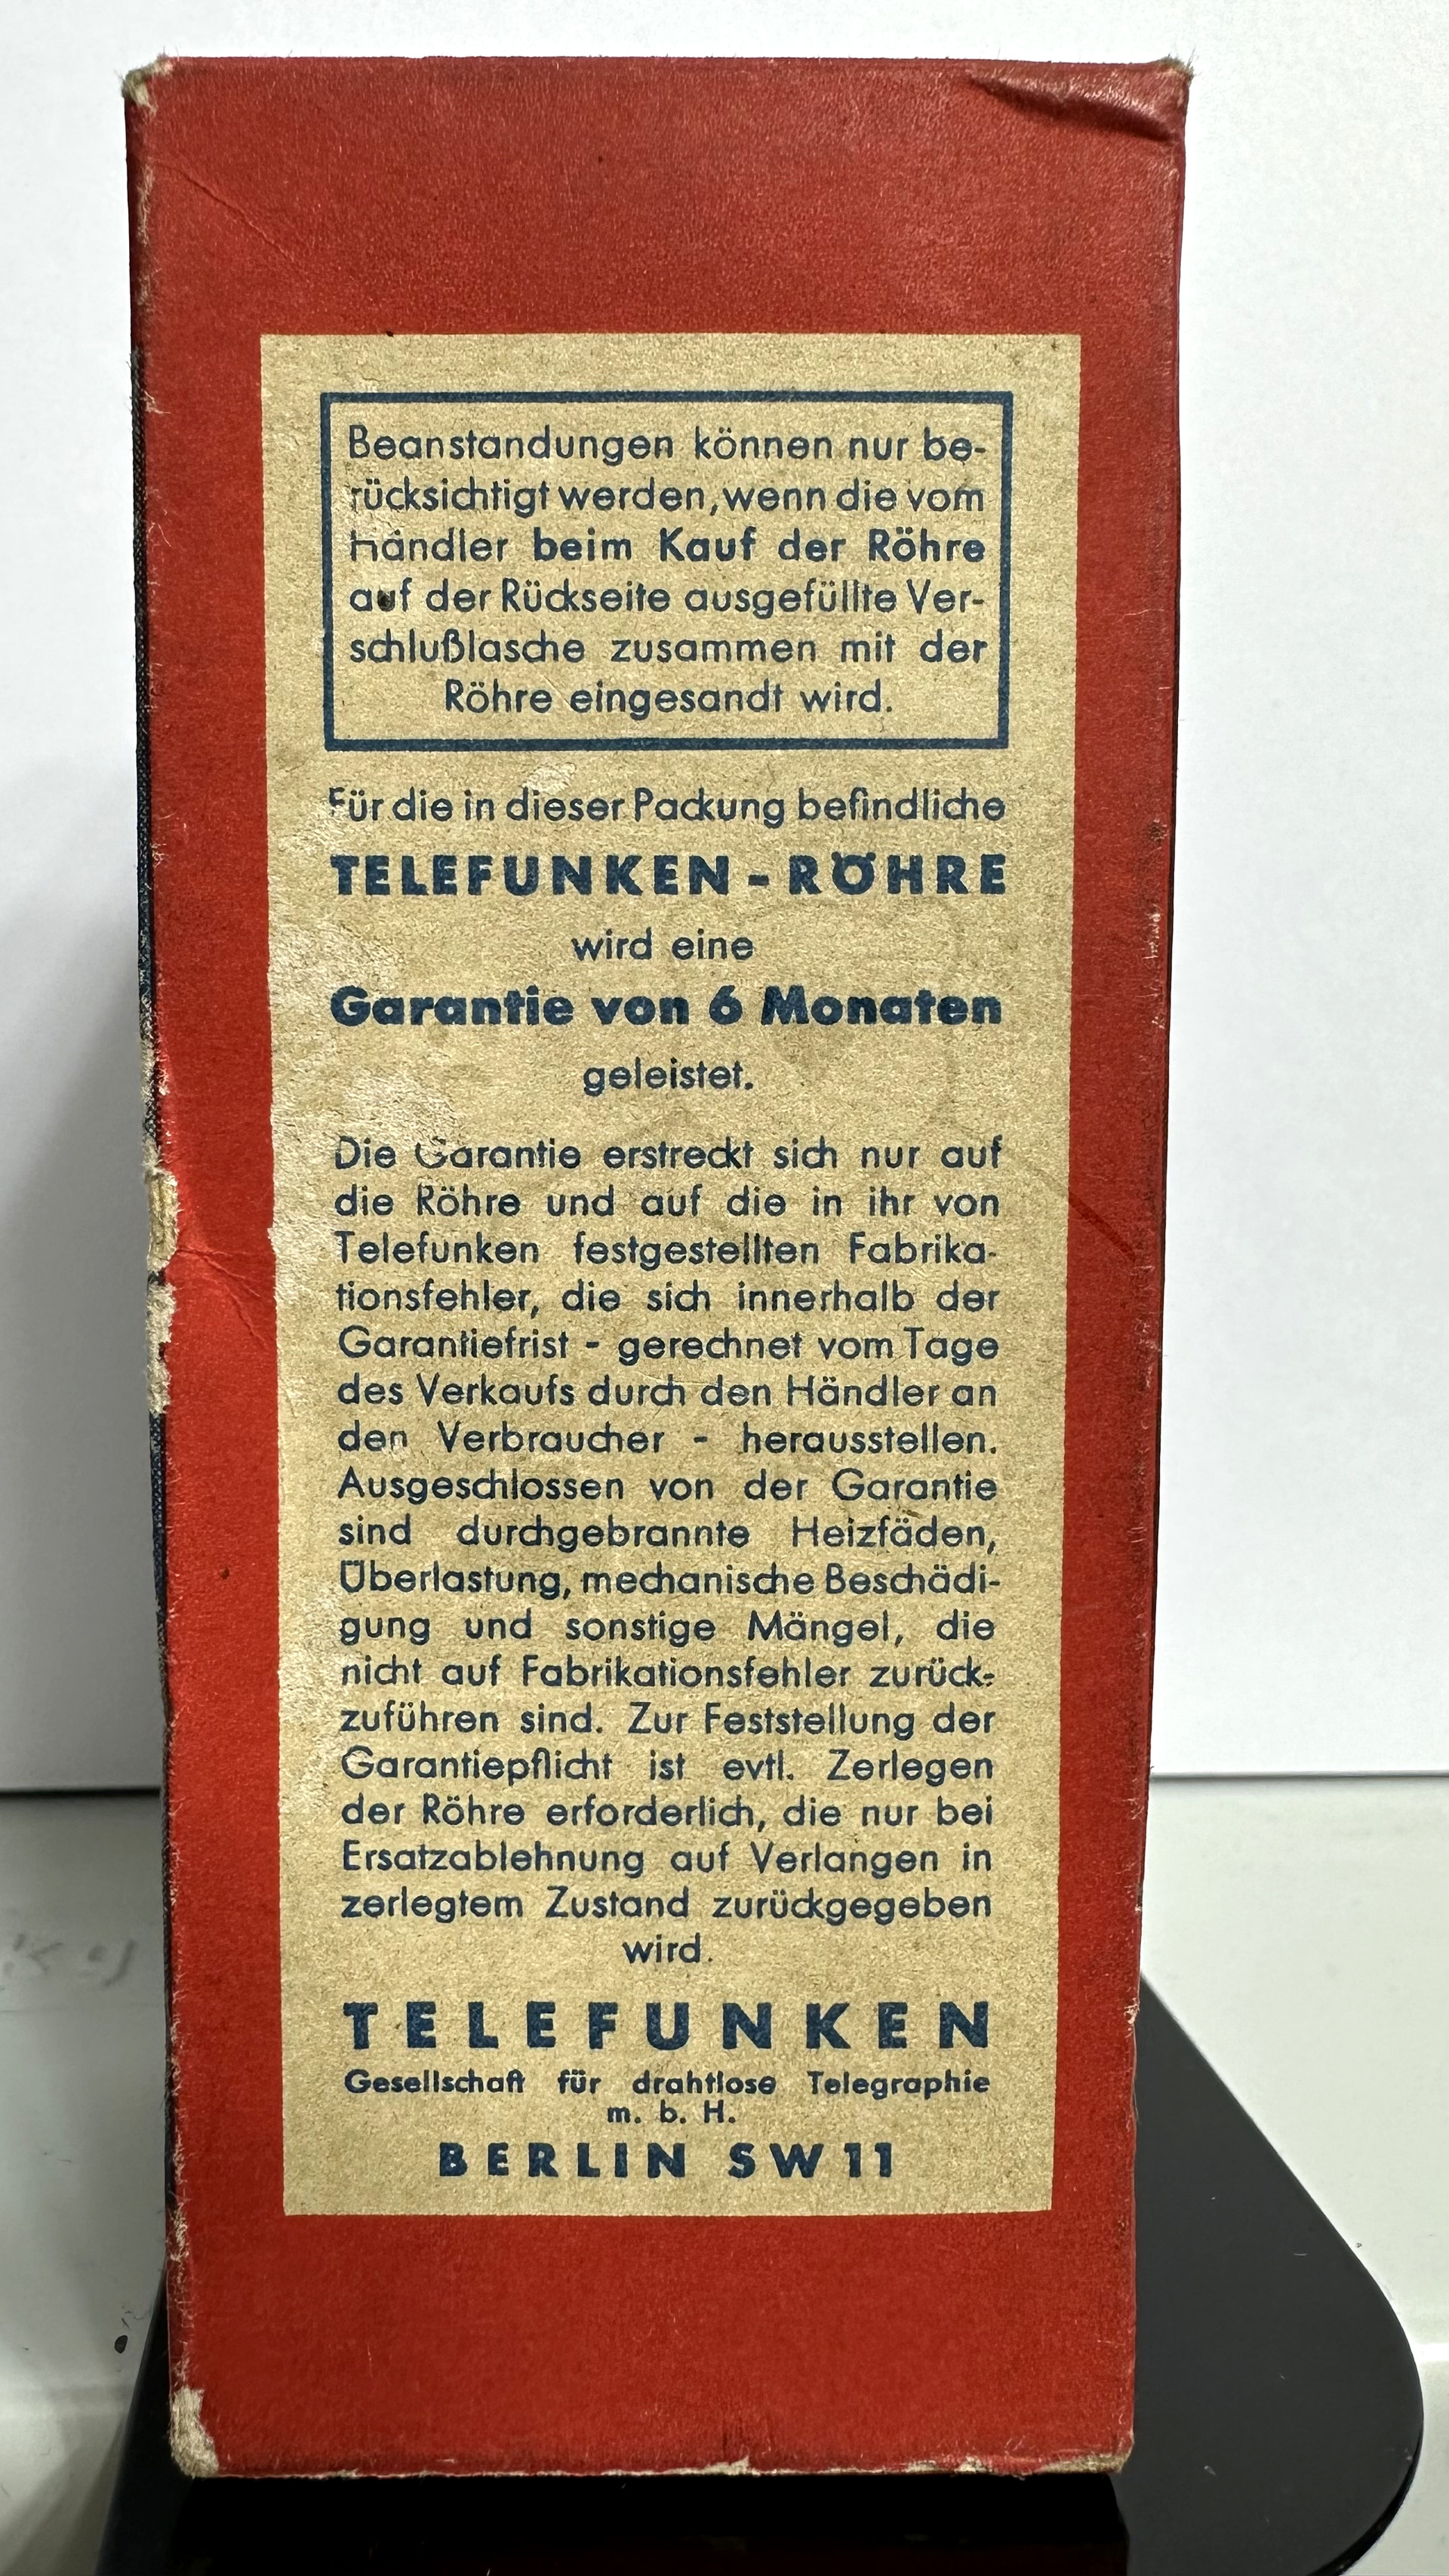 Beanstandungen können nur be-
rücksichtigt werden, wenn die vom
Händler beim Kauf der Röhre
auf der Rückseite ausgefüllte Ver-
schlußlasche zusammen mit der
Röhre eingesandt wird.
Für die in dieser Packung befindliche
TELEFUNKEN - RÖHRE
wird eine
Garantie von 6 Monaten
geleistet.
Die Garantie erstreckt sich nur auf
die Röhre und auf die in ihr von
Telefunken festgestellten Fabrika-
tionsfehler, die sich innerhalb der
Garantiefrist - gerechnet vom Tage
des Verkaufs durch den Händler an
den Verbraucher - herausstellen.
Ausgeschlossen von der Garantie
sind durchgebrannte Heizfäden,
Überlastung, mechanische Beschädi-
gung und sonstige Mängel, die
nicht auf Fabrikationsfehler zurück-
zuführen sind. Zur Feststellung der
Garantiepflicht ist evtl. Zerlegen
der Röhre erforderlich, die nur bei
Ersatzablehnung auf Verlangen in
zerlegtem Zustand zurückgegeben
wird.
TELEFUNKEN
Gesellschaft für drahtlose Telegraphie
m. b. H.
BERLIN SW11